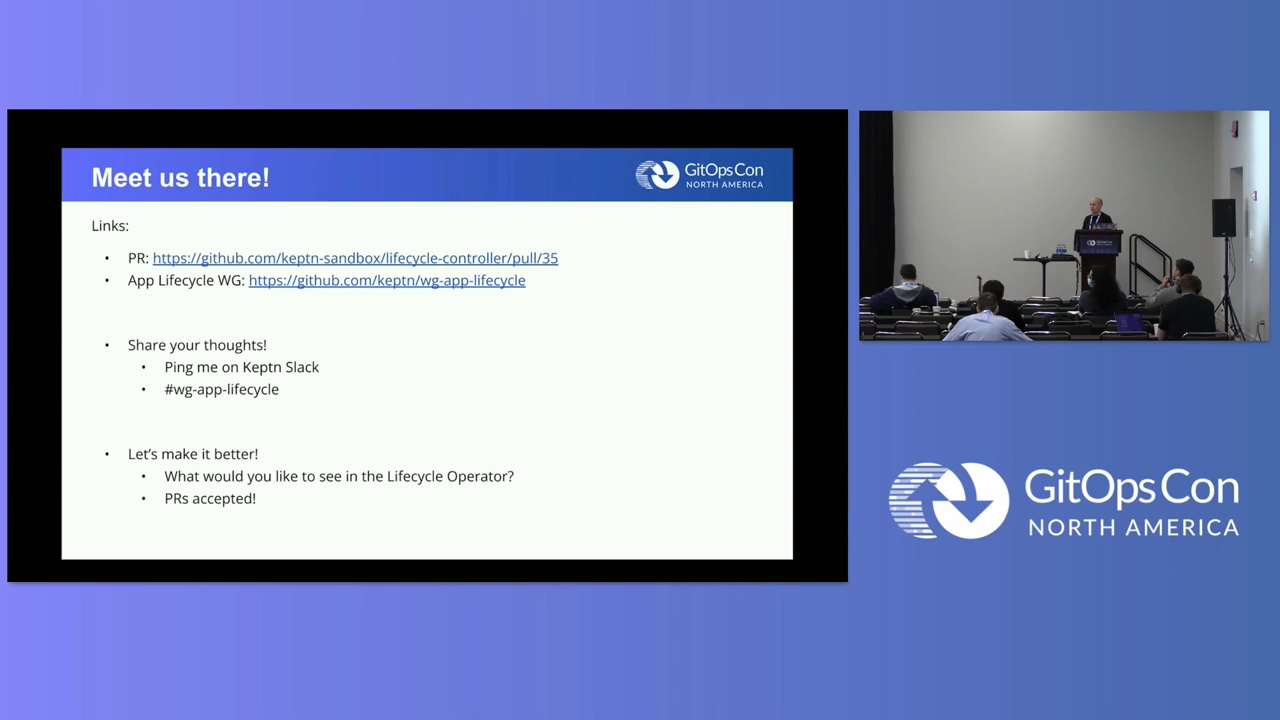 Meet us there!
GitOpsCon
NORTH AMERICA
Links:
• PR: https://github.com/keptn-sandbox/lifecycle-controller/pull/35
• App Lifecycle WG: https://github.com/keptn/wg-app-lifecycle
• Share your thoughts!
• Ping me on Keptn Slack
• #wg-app-lifecycle
• Let’s make it better!
• What would you like to see in the Lifecycle Operator?
• PRs accepted!
GitOpsCon
NORTH AMERICA